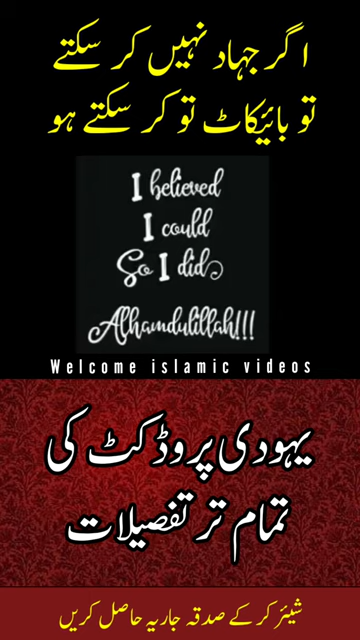 اگر جہاد نہیں کر سکتے
تو بائیکاٹ تو کر سکتے ہو
I believed
I could
So I did
Alhamdulillah!!!
Welcome islamic videos
یہودی پروڈکٹ کی
تمام تر تفصیلات
شیئر کر کے صدقہ جاریہ حاصل کریں